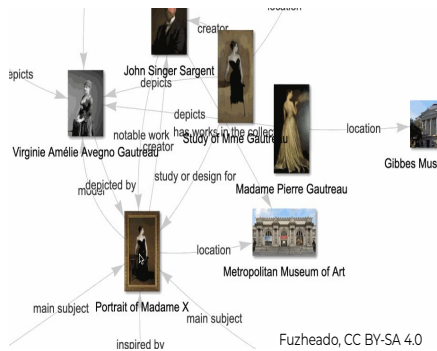 location
creator
John Singer Sargent
epicts
depicts
depicts
notable work
has works in the collec
creator
Study of Mme Gautreau
location
Virginie Amélie Avegno Gautreau
Gibbes Mus
depicted by
model
study or design for
Madame Pierre Gautreau
location
Metropolitan Museum of Art
main subject
Portrait of Madame X
main subject
inspired by
Fuzheado, CC BY-SA 4.0